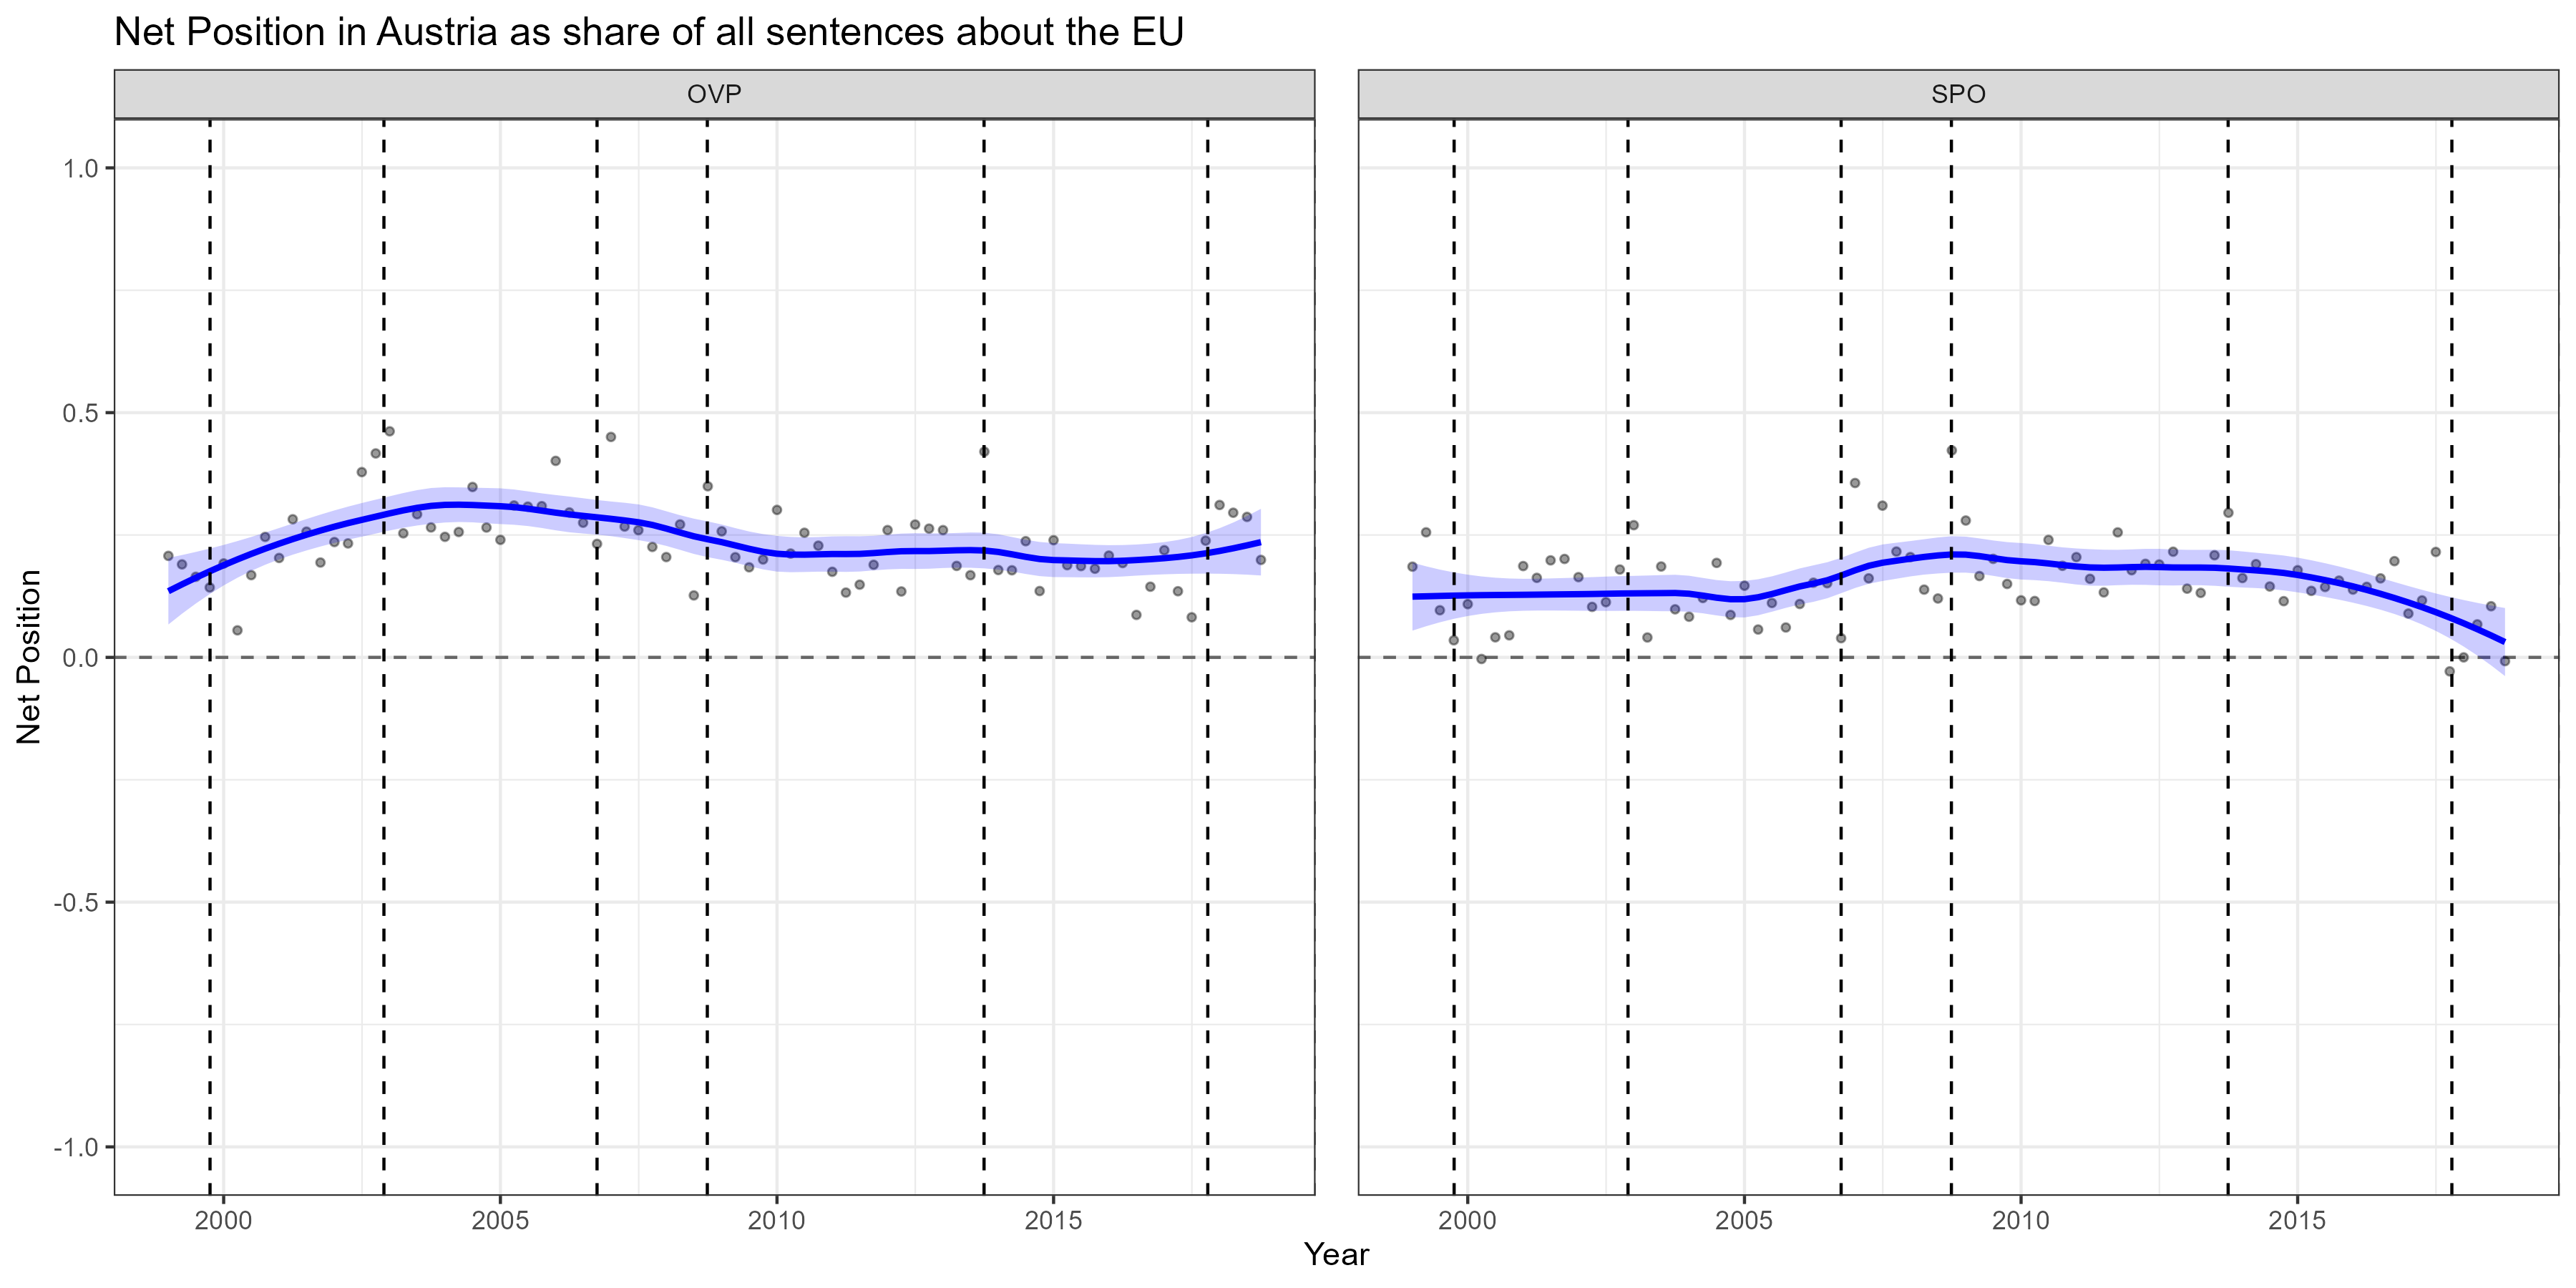 Net Position in Austria as share of all sentences about the EU
OVP
SPO
Net Position
1.0
0.5
0.0
-0.5
-1.0
2000
2005
2010
2015
2000
2005
2010
2015
Year